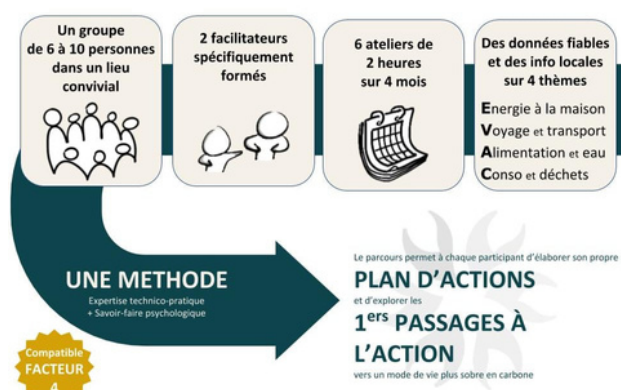 Un groupe
de 6 à 10 personnes
dans un lieu
convivial
2 facilitateurs
spécifiquement
formés
6 ateliers de
2 heures
sur 4 mois
Des données fiables
et des info locales
sur 4 thèmes
Energie à la maison
Voyage et transport
Alimentation et eau
Conso et déchets
UNE METHODE
Expertise technico-pratique
+ Savoir-faire psychologique
Le parcours permet à chaque participant d'élaborer son propre
PLAN D'ACTIONS
et d'explorer les
1ers PASSAGES À
L'ACTION
vers un mode de vie plus sobre en carbone
Compatible
FACTEUR
4